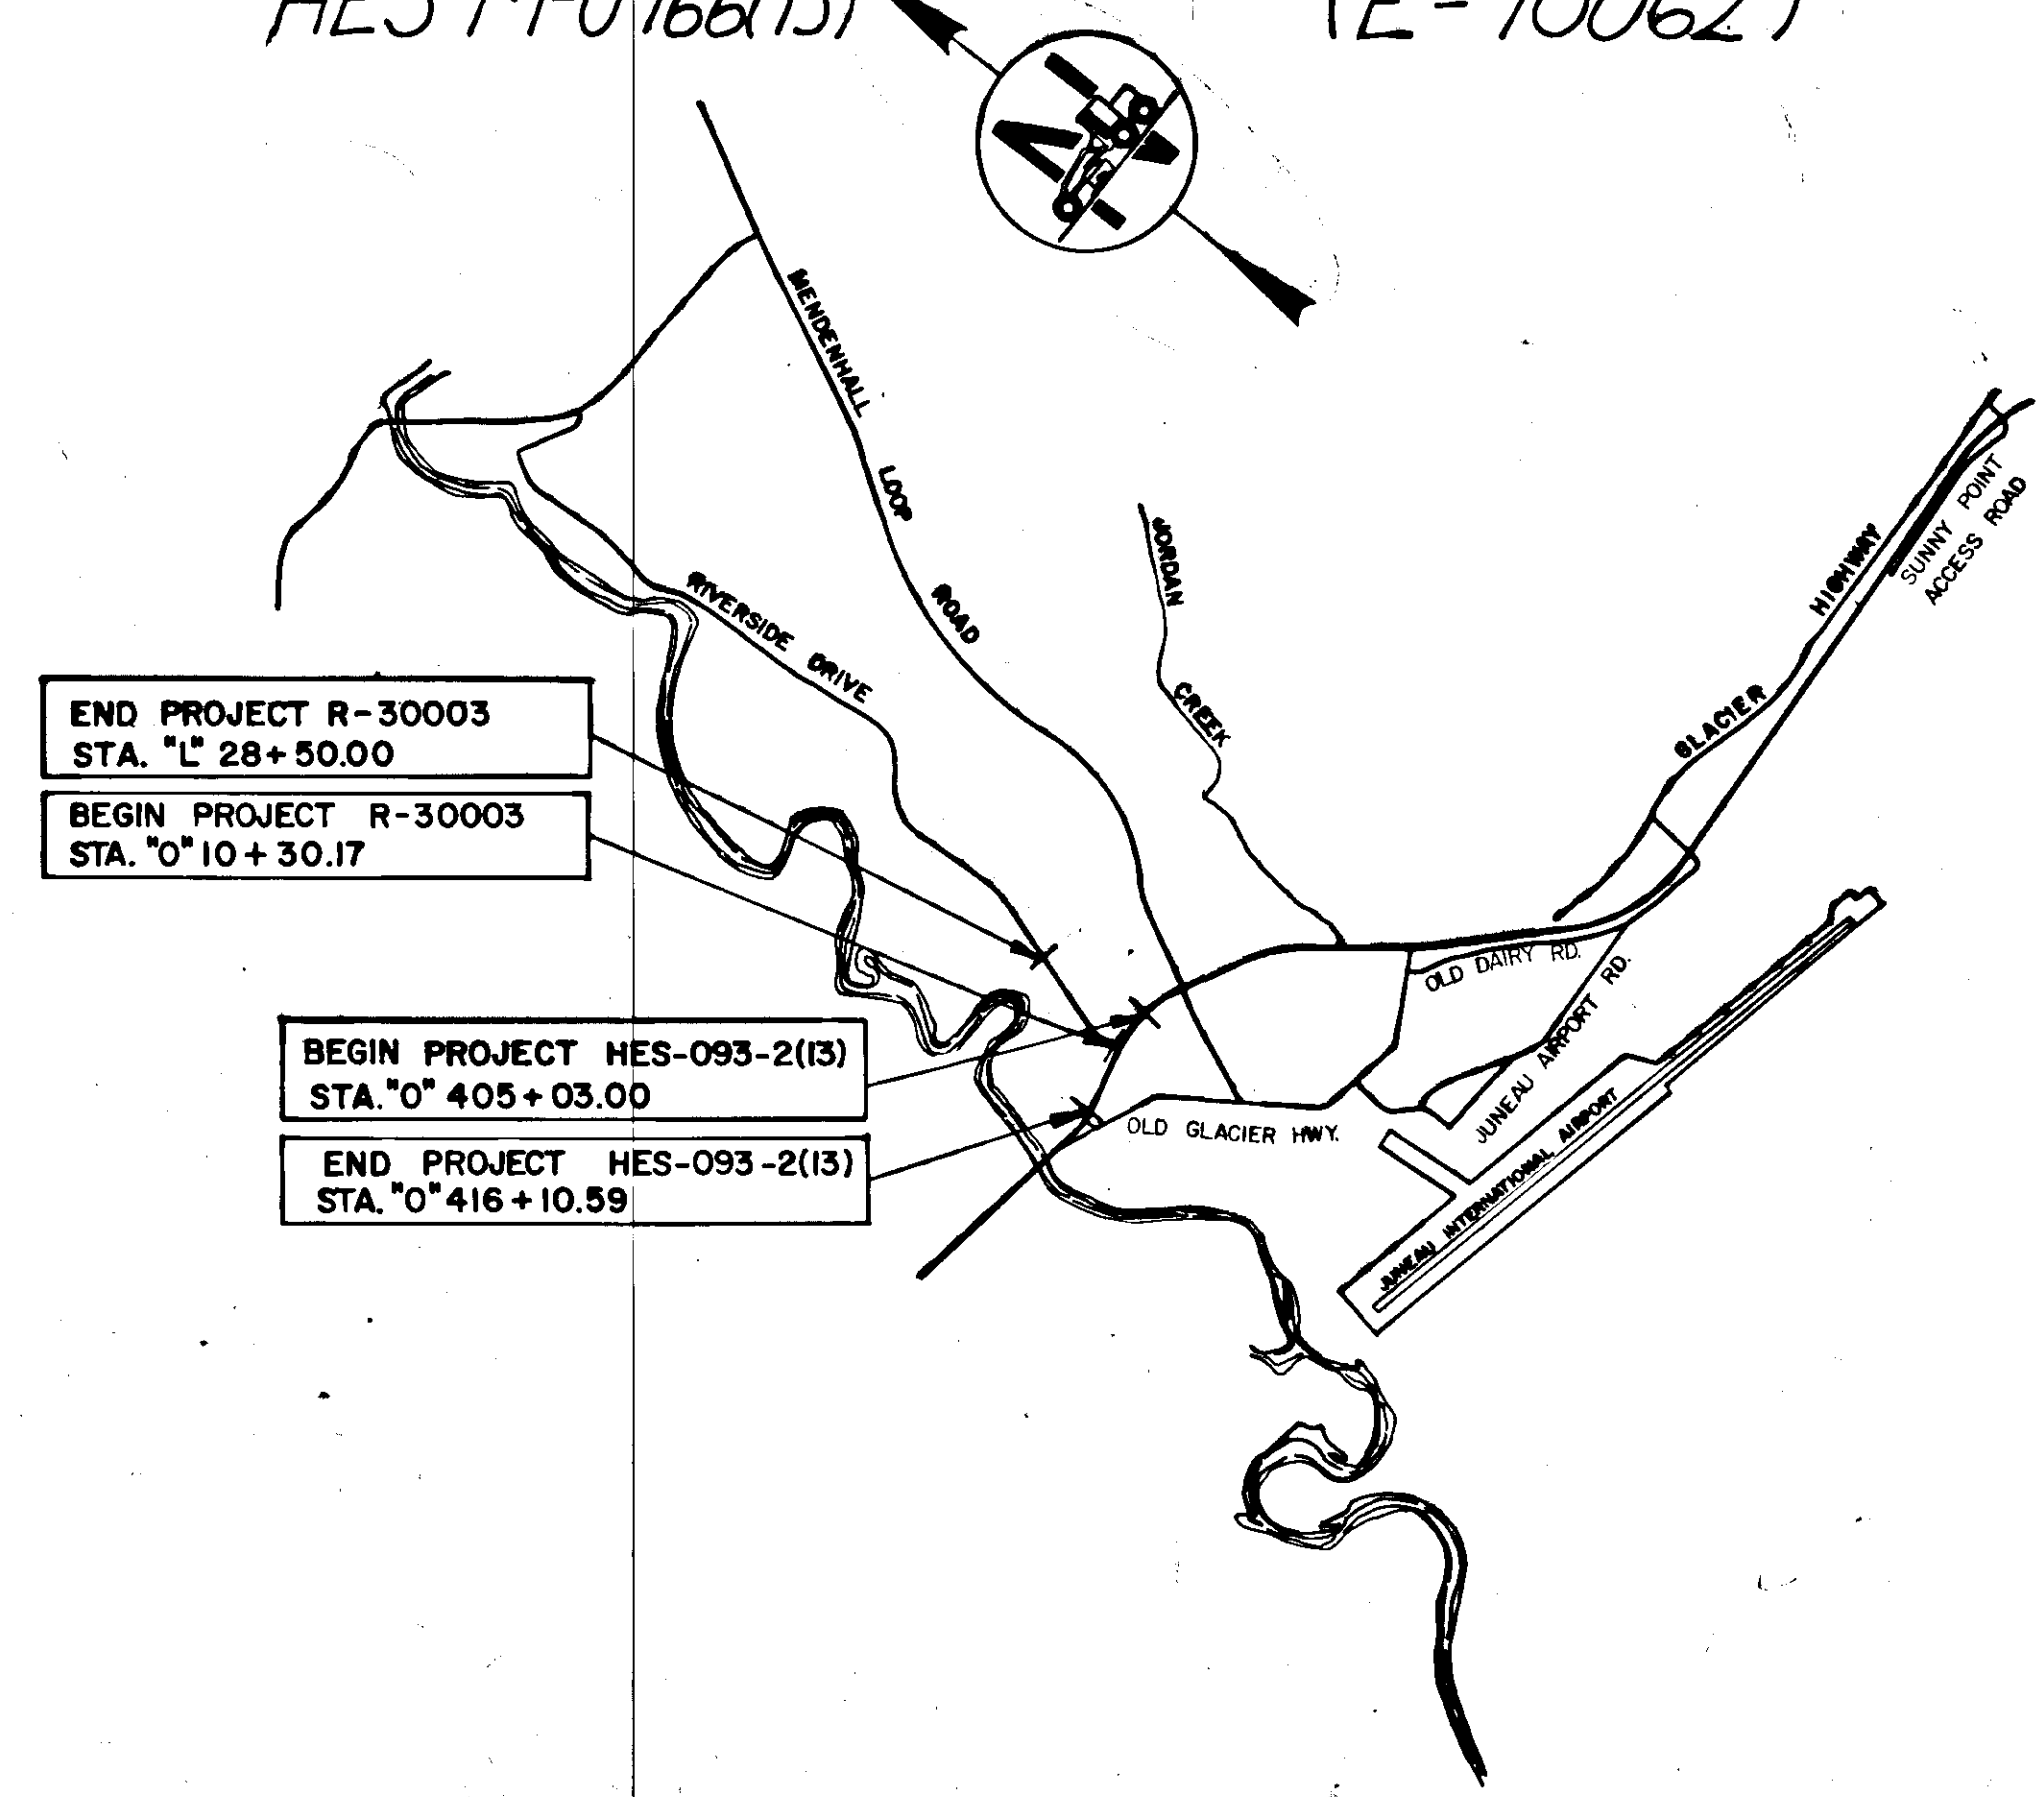 MENDENHALL
LOOP
ROAD
JORDAN
CREEK
HIGHWAY
SUNNY POINT
ACCESS ROAD
GLACIER
RIVERSIDE DRIVE
END PROJECT R-30003
STA. "L" 28+50.00
BEGIN PROJECT R-30003
STA. "O" 10+30.17
OLD DAIRY RD.
JUNEAU AIRPORT RD.
BEGIN PROJECT HES-093-2(13)
STA. "O" 405+03.00
OLD GLACIER HWY.
JUNEAU INTERNATIONAL AIRPORT
END PROJECT HES-093-2(13)
STA. "O" 416+10.59